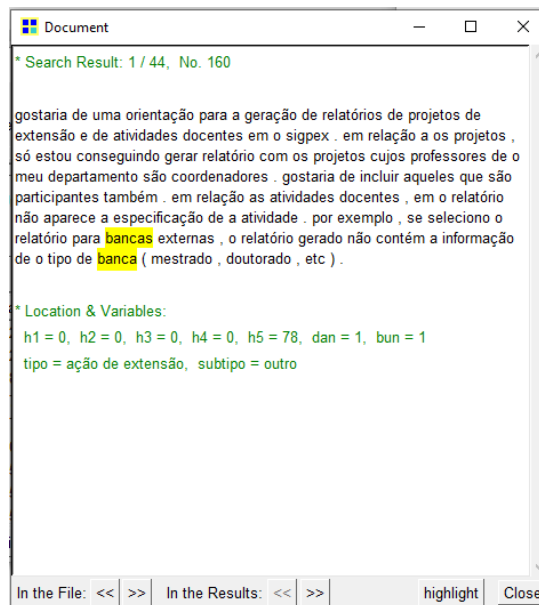 Document
* Search Result: 1 / 44, No. 160
gostaria de uma orientação para a geração de relatórios de projetos de
extensão e de atividades docentes em o sigpex . em relação a os projetos ,
só estou conseguindo gerar relatório com os projetos cujos professores de o
meu departamento são coordenadores . gostaria de incluir aqueles que são
participantes também . em relação as atividades docentes , em o relatório
não aparece a especificação de a atividade . por exemplo , se seleciono o
relatório para bancas externas , o relatório gerado não contém a informação
de o tipo de banca ( mestrado , doutorado , etc ) .
* Location & Variables:
h1 = 0, h2 = 0, h3 = 0, h4 = 0, h5 = 78, dan = 1, bun = 1
tipo = ação de extensão, subtipo = outro
In the File: << >> In the Results: << >> highlight Close